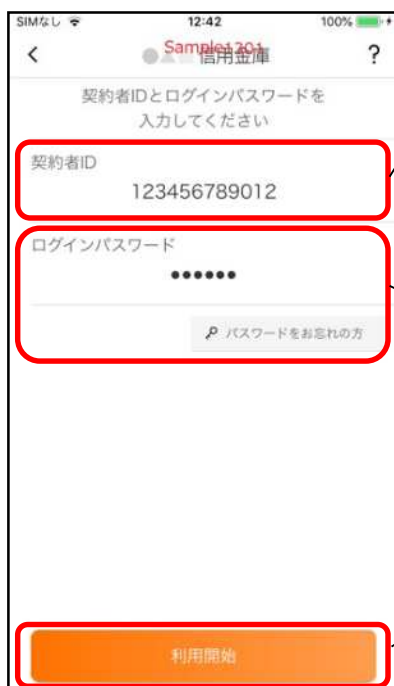 SIMなし 12:42 100%
Sample1201
信用金庫
?
契約者IDとログインパスワードを
入力してください
契約者ID
123456789012
ログインパスワード
••••••
パスワードをお忘れの方
利用開始